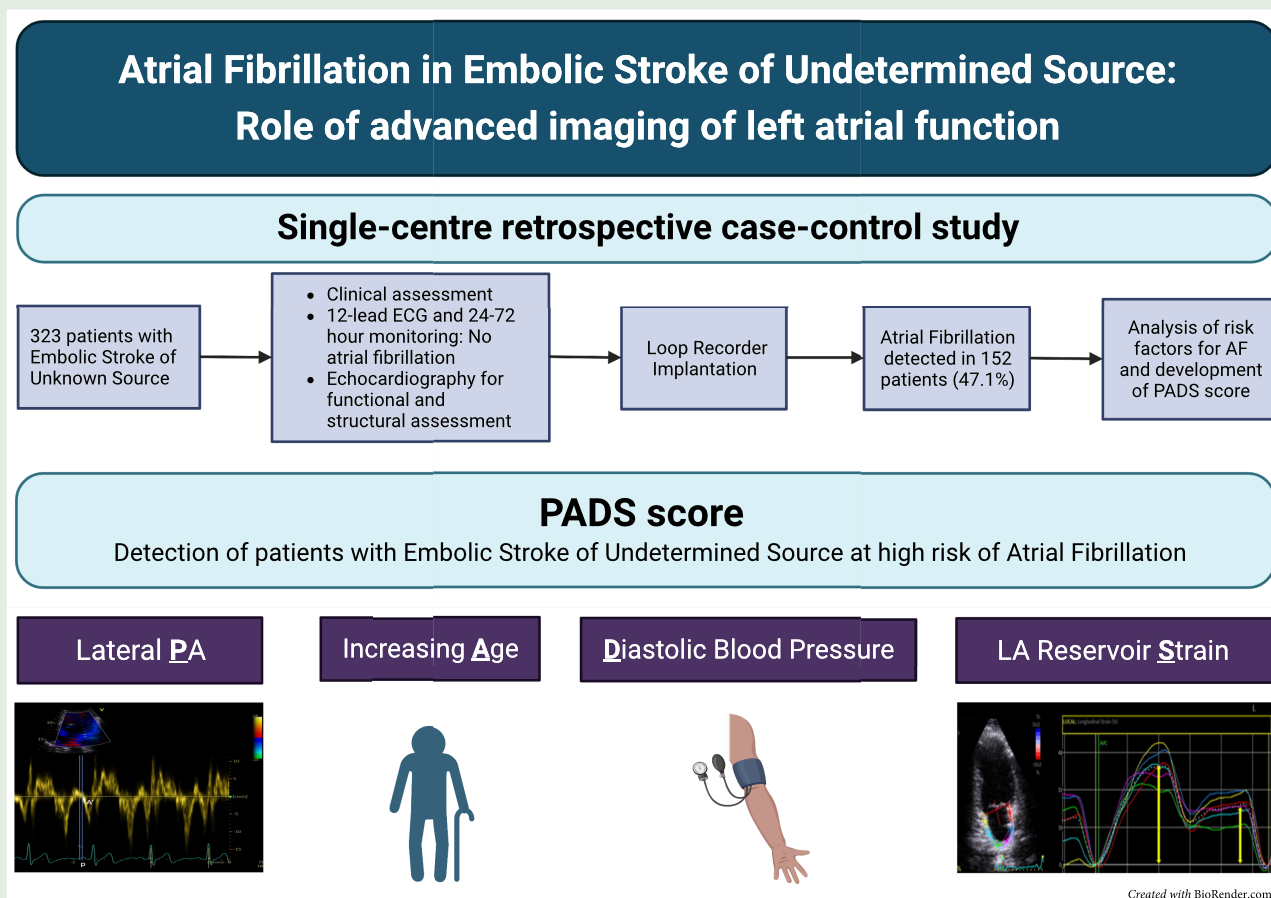 Atrial Fibrillation in Embolic Stroke of Undetermined Source:
Role of advanced imaging of left atrial function
Single-centre retrospective case-control study
323 patients with
Embolic Stroke of
Unknown Source
• Clinical assessment
• 12-lead ECG and 24-72
hour monitoring: No
atrial fibrillation
• Echocardiography for
functional and
structural assessment
Loop Recorder
Implantation
Atrial Fibrillation
detected in 152
patients (47.1%)
Analysis of risk
factors for AF
and development
of PADS score
PADS score
Detection of patients with Embolic Stroke of Undetermined Source at high risk of Atrial Fibrillation
Lateral PA
Increasing Age
Diastolic Blood Pressure
LA Reservoir Strain
V
A'
P
L
AVC
Created with BioRender.com